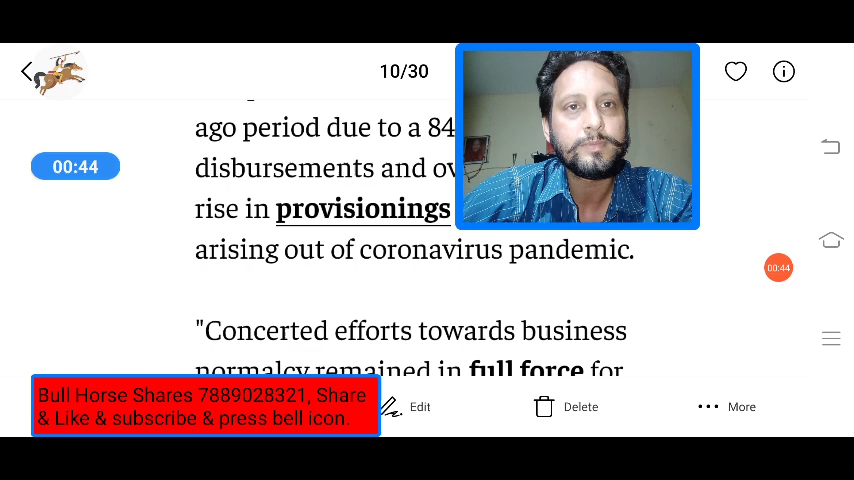 10/30
ago period due to a 84
00:44
disbursements and ov
rise in provisionings
arising out of coronavirus pandemic.
00:44
"Concerted efforts towards business
normalcy remained in full force for
Bull Horse Shares 7889028321, Share
& Like & subscribe & press bell icon.
Edit
Delete
More